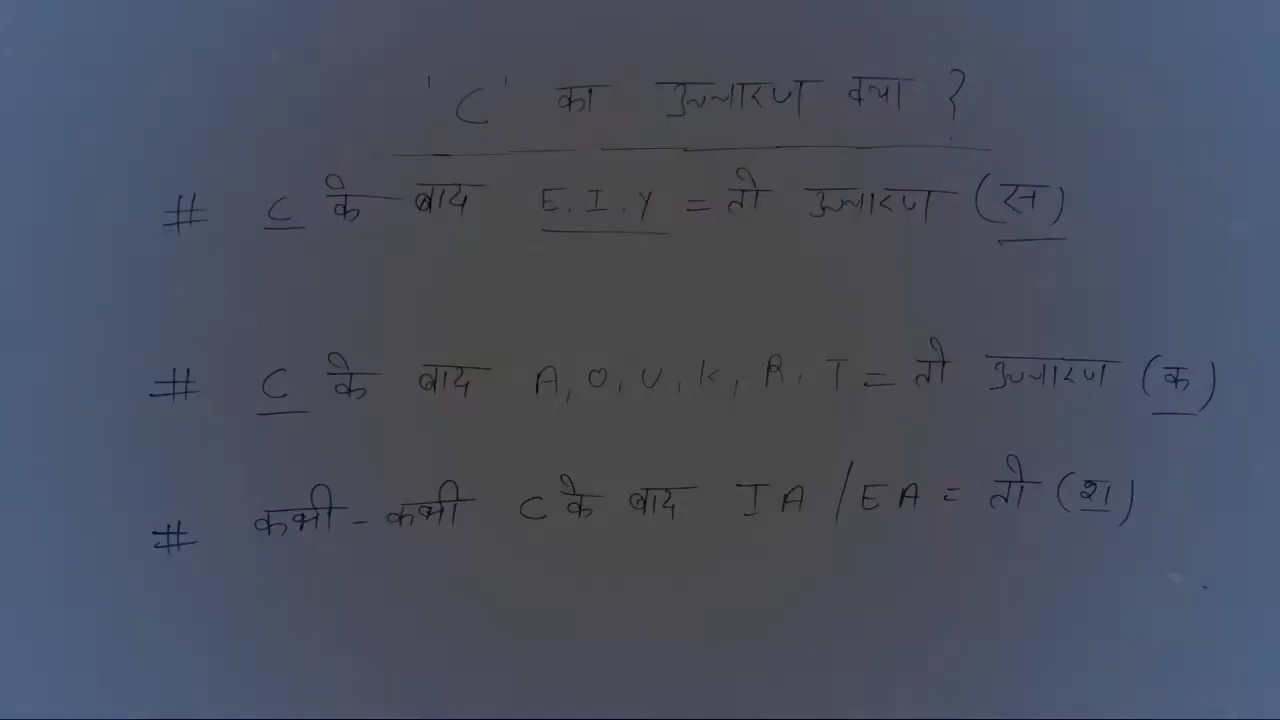 'C' का उच्चारण क्या ?
# C के बाद E. I. Y = तो उच्चारण (स)
# C के बाद A, O, U, K, R, T = तो उच्चारण (क)
# कभी - कभी C के बाद IA / EA = तो (श)